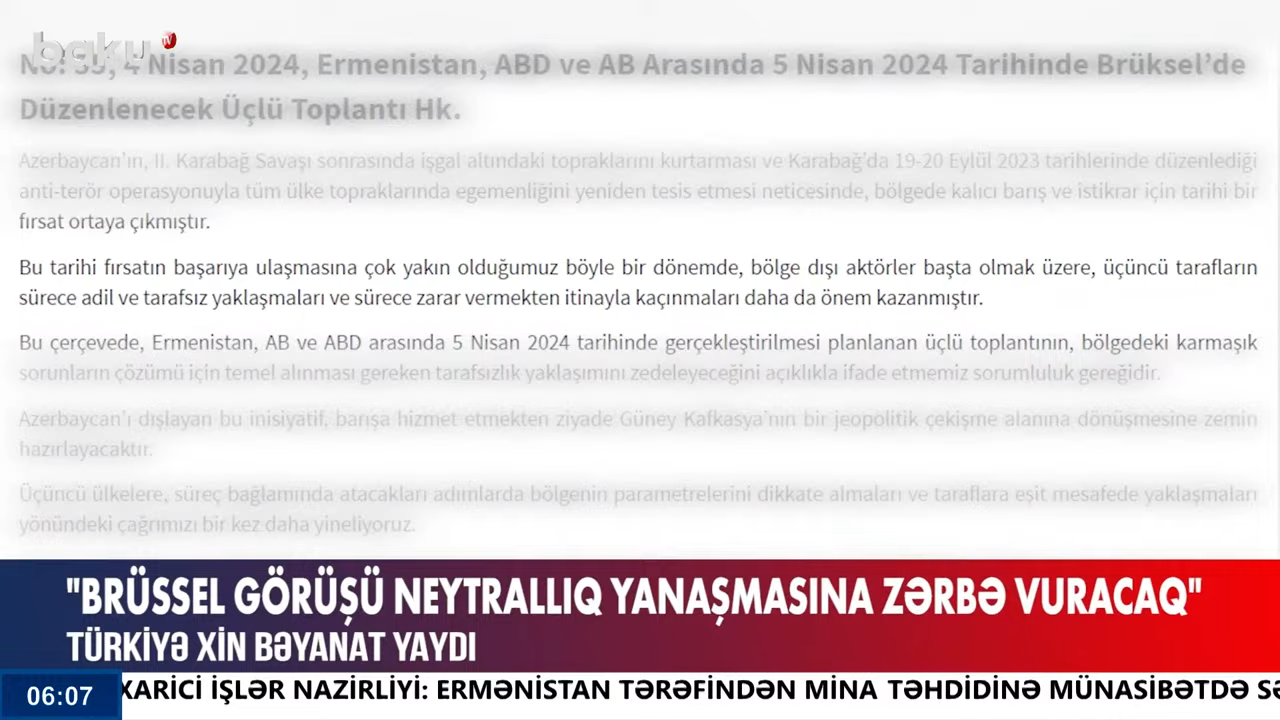 baku tv
No: 55, 4 Nisan 2024, Ermenistan, ABD ve AB Arasında 5 Nisan 2024 Tarihinde Brüksel’de
Düzenlenecek Üçlü Toplantı Hk.
Azerbaycan’ın, II. Karabağ Savaşı sonrasında işgal altındaki topraklarını kurtarması ve Karabağ’da 19-20 Eylül 2023 tarihlerinde düzenlediği
anti-terör operasyonuyla tüm ülke topraklarında egemenliğini yeniden tesis etmesi neticesinde, bölgede kalıcı barış ve istikrar için tarihi bir
fırsat ortaya çıkmıştır.
Bu tarihi fırsatın başarıya ulaşmasına çok yakın olduğumuz böyle bir dönemde, bölge dışı aktörler başta olmak üzere, üçüncü tarafların
sürece adil ve tarafsız yaklaşmaları ve sürece zarar vermekten itinayla kaçınmaları daha da önem kazanmıştır.
Bu çerçevede, Ermenistan, AB ve ABD arasında 5 Nisan 2024 tarihinde gerçekleştirilmesi planlanan üçlü toplantının, bölgedeki karmaşık
sorunların çözümü için temel alınması gereken tarafsızlık yaklaşımını zedeleyeceğini açıklıkla ifade etmemiz sorumluluk gereğidir.
Azerbaycan’ı dışlayan bu inisiyatif, barışa hizmet etmekten ziyade Güney Kafkasya’nın bir jeopolitik çekişme alanına dönüşmesine zemin
hazırlayacaktır.
Üçüncü ülkelere, süreç bağlamında atacakları adımlarda bölgenin parametrelerini dikkate almaları ve taraflara eşit mesafede yaklaşmaları
yönündeki çağrımızı bir kez daha yineliyoruz.
"BRÜSSEL GÖRÜŞÜ NEYTRALLIQ YANAŞMASINA ZƏRBƏ VURACAQ"
TÜRKİYƏ XİN BƏYANAT YAYDI
06:07 XARİCİ İŞLƏR NAZİRLİYİ: ERMƏNİSTAN TƏRƏFİNDƏN MİNA TƏHDİDİNƏ MÜNASİBƏTDƏ